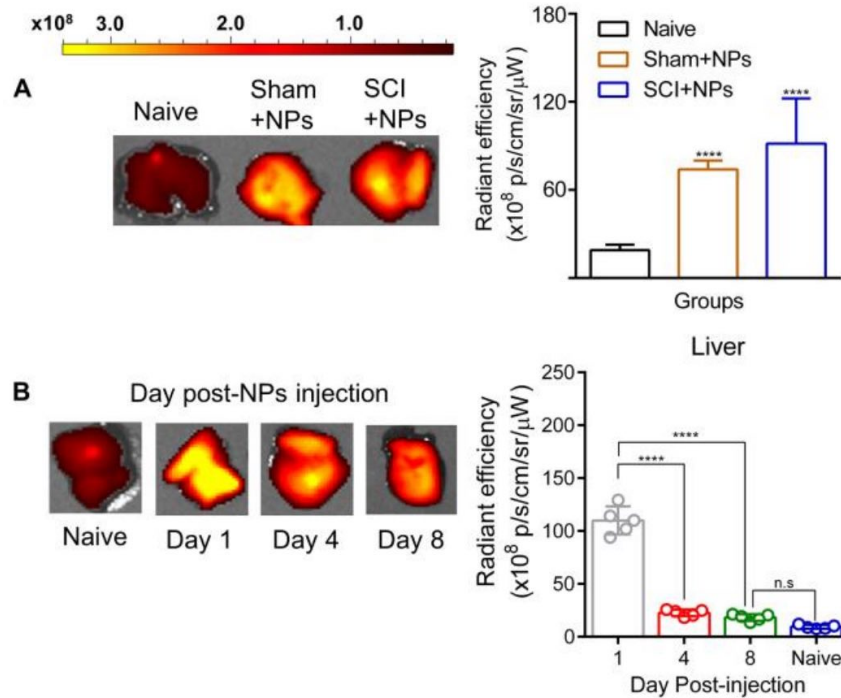 x10⁸ 3.0 2.0 1.0
A
Naive
Sham
+NPs
SCI
+NPs
Radiant efficiency
(x10⁸ p/s/cm/sr/μW)
180
120
60
Naive
Sham+NPs
SCI+NPs
****
****
Groups
B
Day post-NPs injection
Naive Day 1 Day 4 Day 8
Liver
Radiant efficiency
(x10⁸ p/s/cm/sr/μW)
250
200
150
100
50
0
****
****
n.s
1 4 8 Naive
Day Post-injection